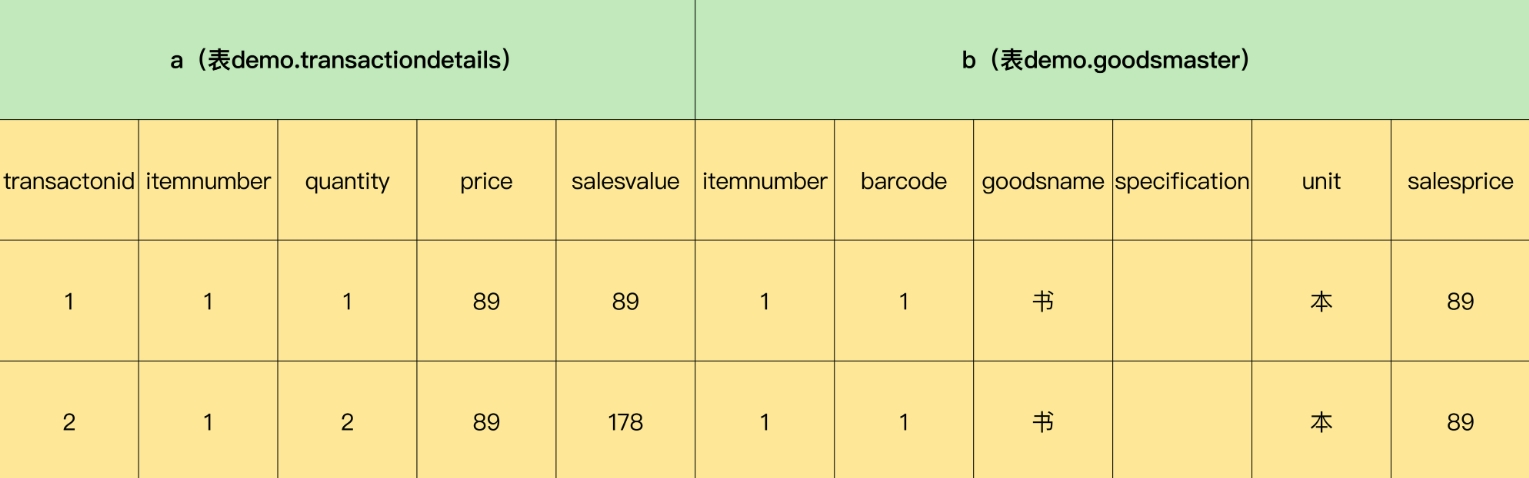 a（表demo.transactiondetails） b（表demo.goodsmaster）
transactonid itemnumber quantity price salesvalue itemnumber barcode goodsname specification unit salesprice
1 1 1 89 89 1 1 书 本 89
2 1 2 89 178 1 1 书 本 89